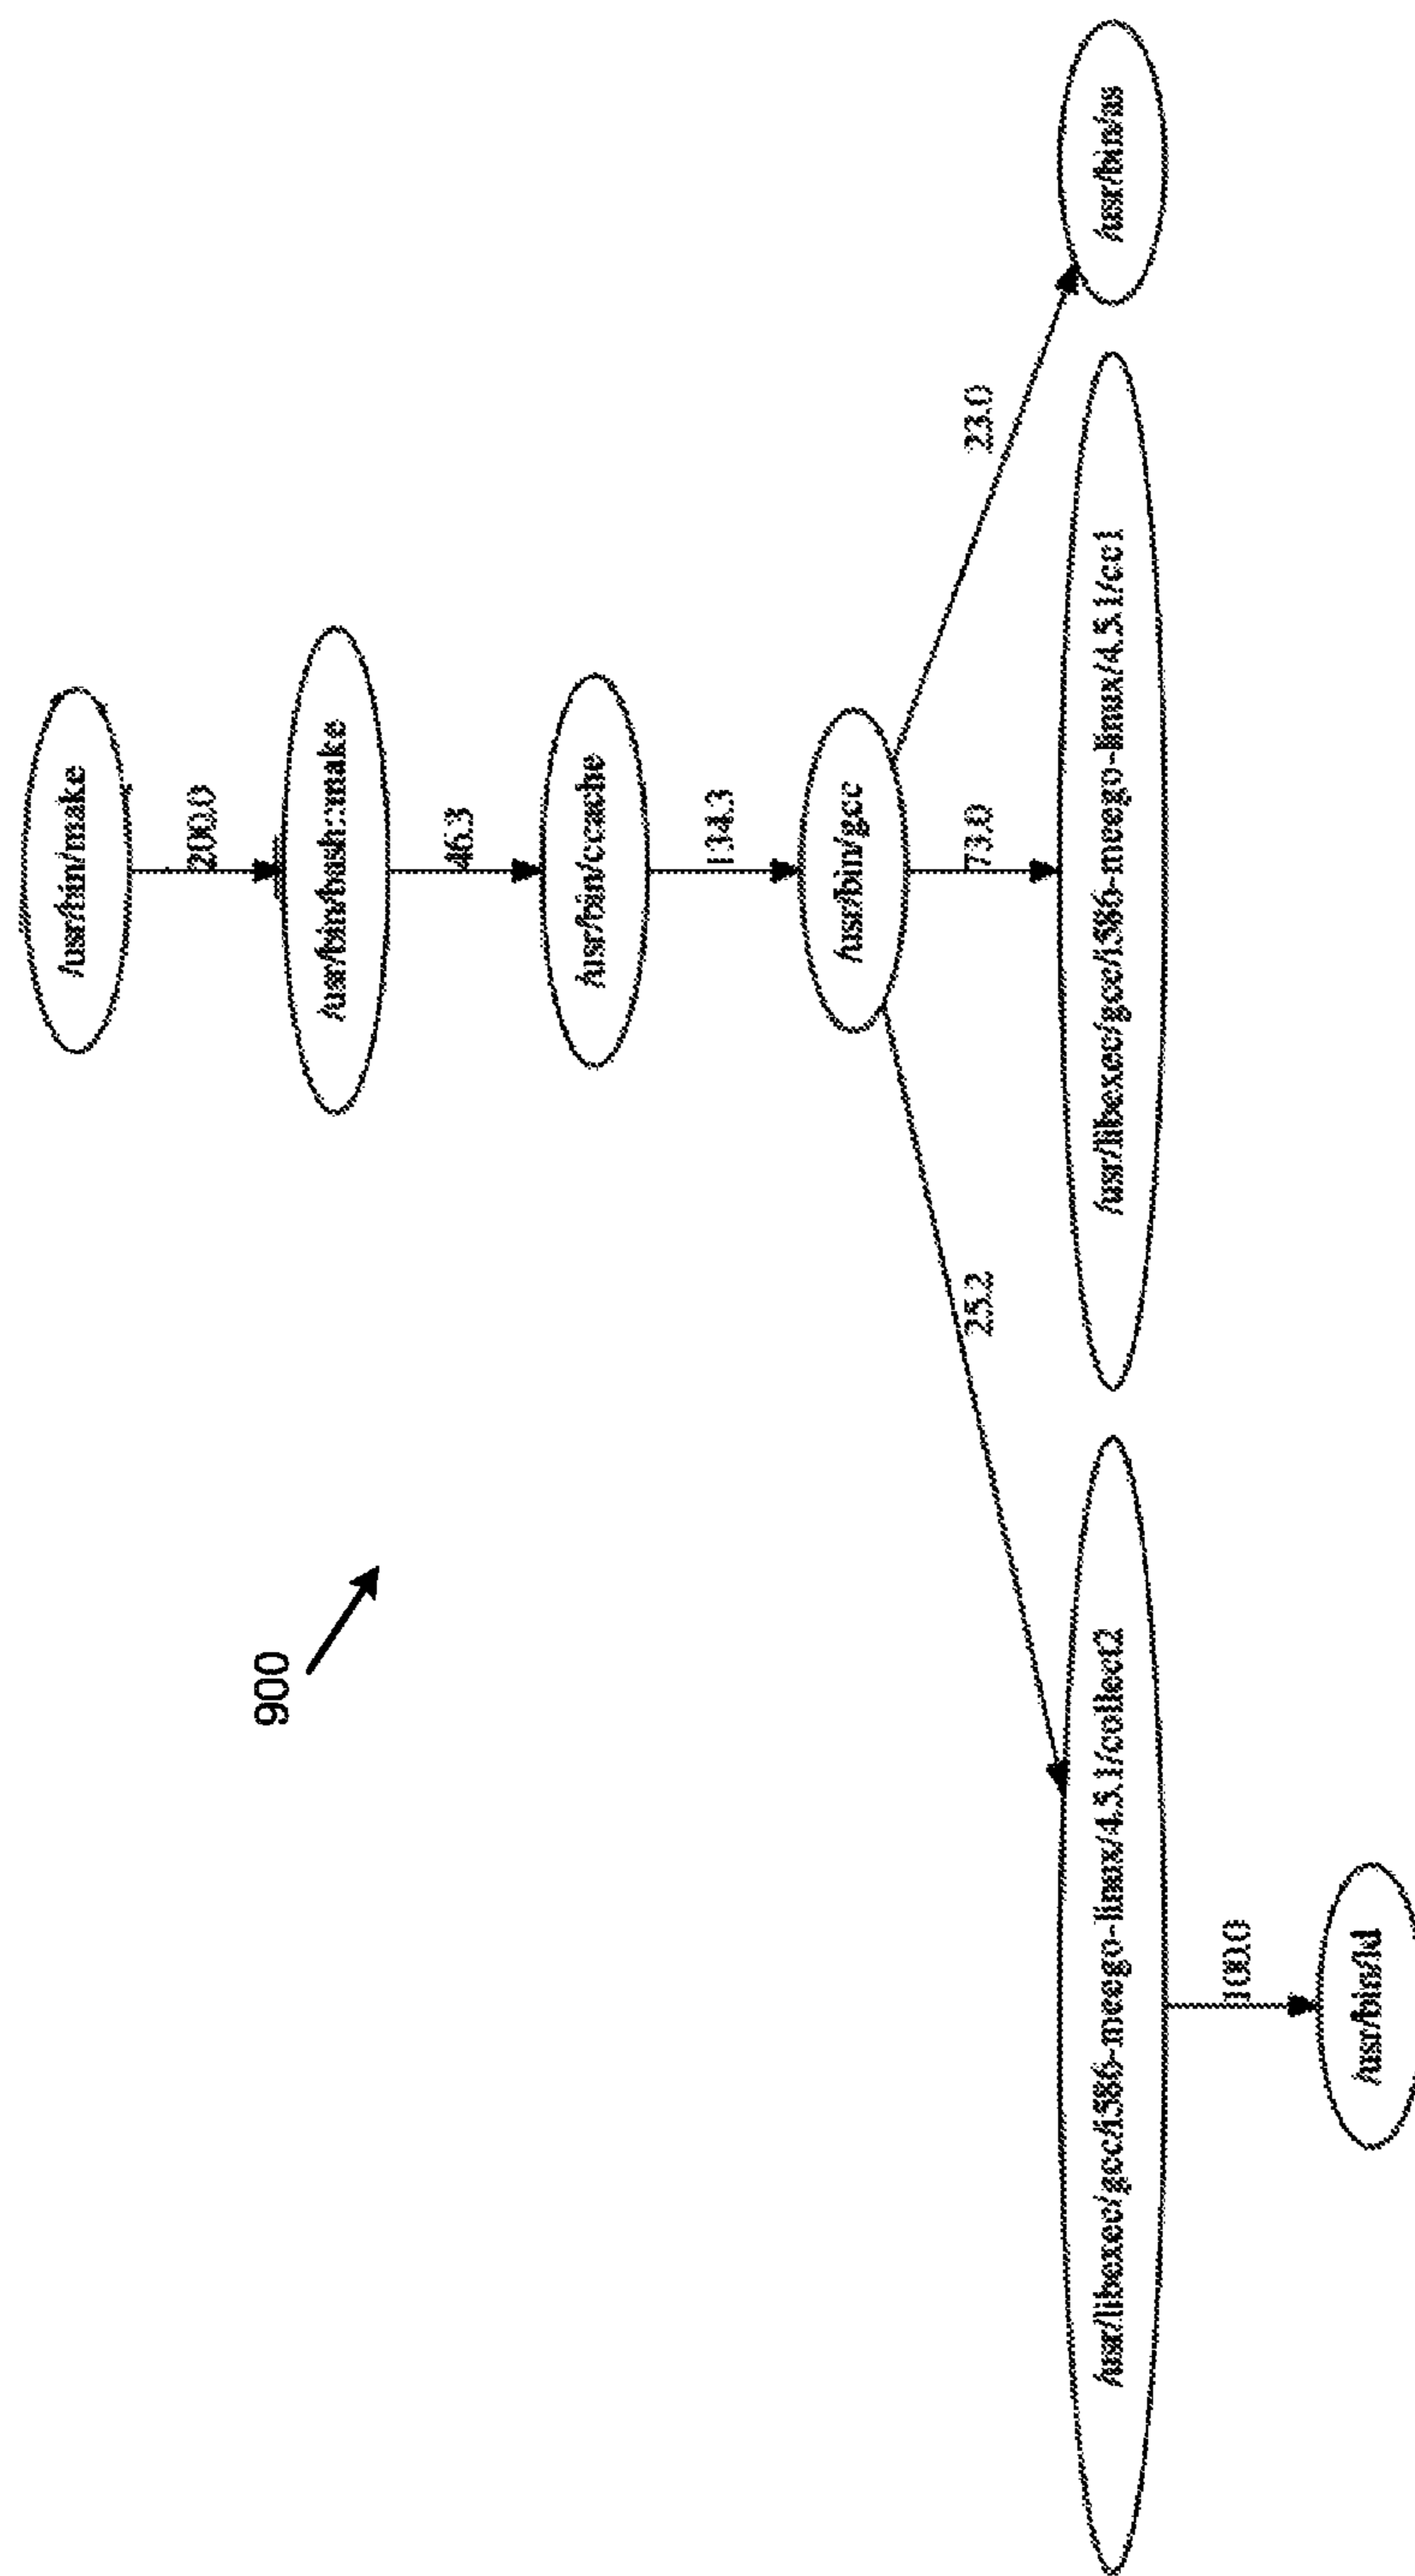 /usr/bin/make
200.0
/usr/bin/bash::make
46.3
/usr/bin/ccache
134.3
/usr/bin/gcc
25.2
73.0
23.0
/usr/libexec/gcc/i586-meego-linux/4.5.1/collect2
/usr/libexec/gcc/i586-meego-linux/4.5.1/cc1
/usr/bin/as
100.0
/usr/bin/ld
900